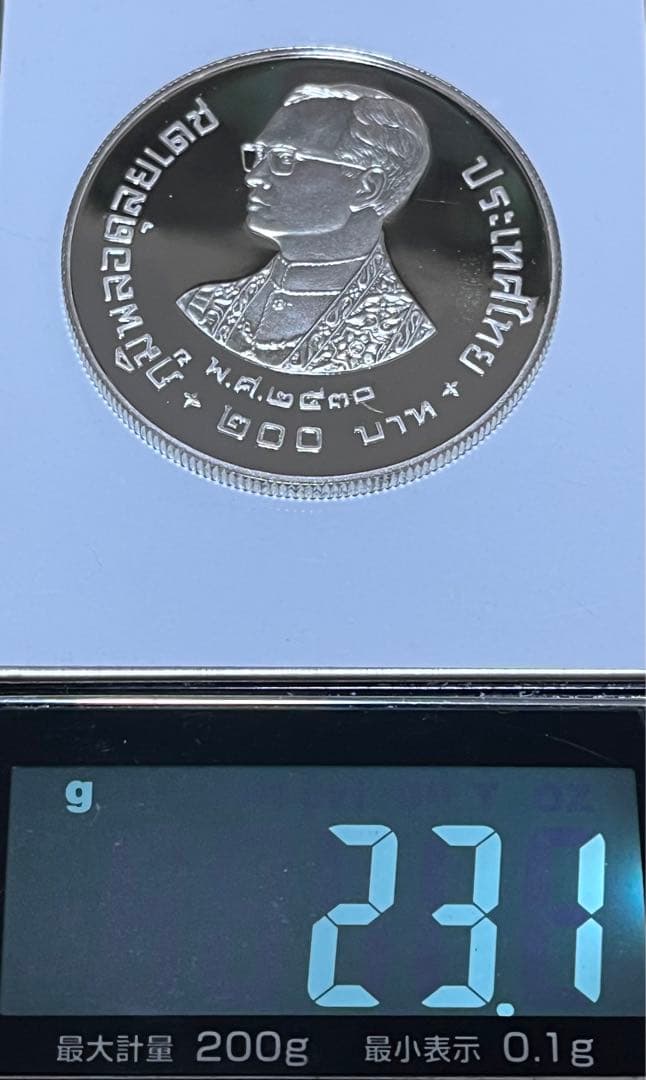 ภูมิพลอดุลยเดช
ประเทศไทย
พ.ศ.๒๕๓๐
๒๐๐ บาท
g
23.1
最大計量 200g 最小表示 0.1g